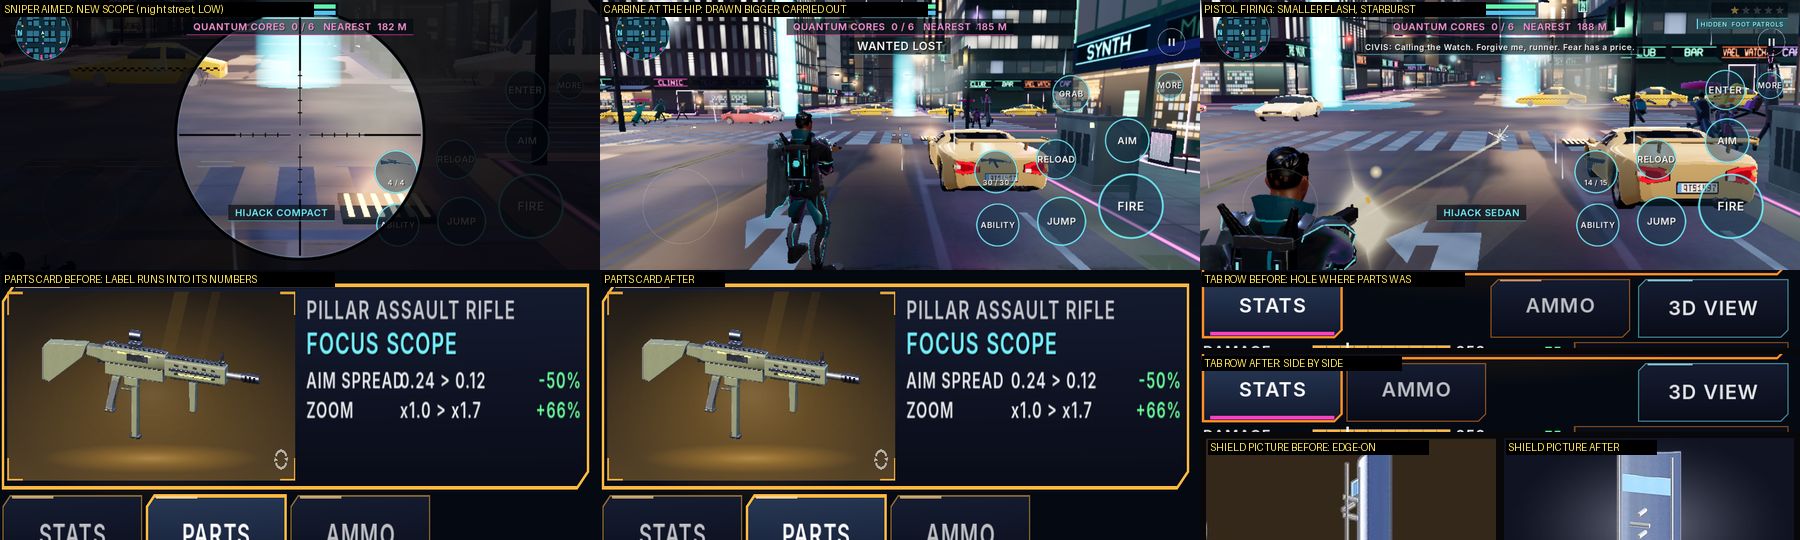 SNIPER AIMED: NEW SCOPE (night street, LOW)
N
QUANTUM CORES 0 / 6 NEAREST 182 M
ENTER
MORE
AIM
RELOAD
4 / 4
FIRE
HIJACK COMPACT
ABILITY
JUMP
CARBINE AT THE HIP: DRAWN BIGGER, CARRIED OUT
N
QUANTUM CORES 0 / 6 NEAREST 185 M
WANTED LOST
SYNTH
CLINIC
CLUB
BAR
GRAB
MORE
AIM
RELOAD
30 / 30
FIRE
ABILITY
JUMP
PISTOL FIRING: SMALLER FLASH, STARBURST
N
QUANTUM CORES 0 / 6 NEAREST 188 M
HIDDEN FOOT PATROLS
CIVIS: Calling the Watch. Forgive me, runner. Fear has a price.
BAR
ENTER
MORE
AIM
RELOAD
14 / 15
FIRE
HIJACK SEDAN
ABILITY
JUMP
PARTS CARD BEFORE: LABEL RUNS INTO ITS NUMBERS
PILLAR ASSAULT RIFLE
FOCUS SCOPE
AIM SPREAD 0.24 > 0.12 -50%
ZOOM x1.0 > x1.7 +66%
STATS
PARTS
AMMO
PARTS CARD AFTER
PILLAR ASSAULT RIFLE
FOCUS SCOPE
AIM SPREAD 0.24 > 0.12 -50%
ZOOM x1.0 > x1.7 +66%
STATS
PARTS
AMMO
TAB ROW BEFORE: HOLE WHERE PARTS WAS
STATS
AMMO
3D VIEW
TAB ROW AFTER: SIDE BY SIDE
STATS
AMMO
3D VIEW
SHIELD PICTURE BEFORE: EDGE-ON
SHIELD PICTURE AFTER